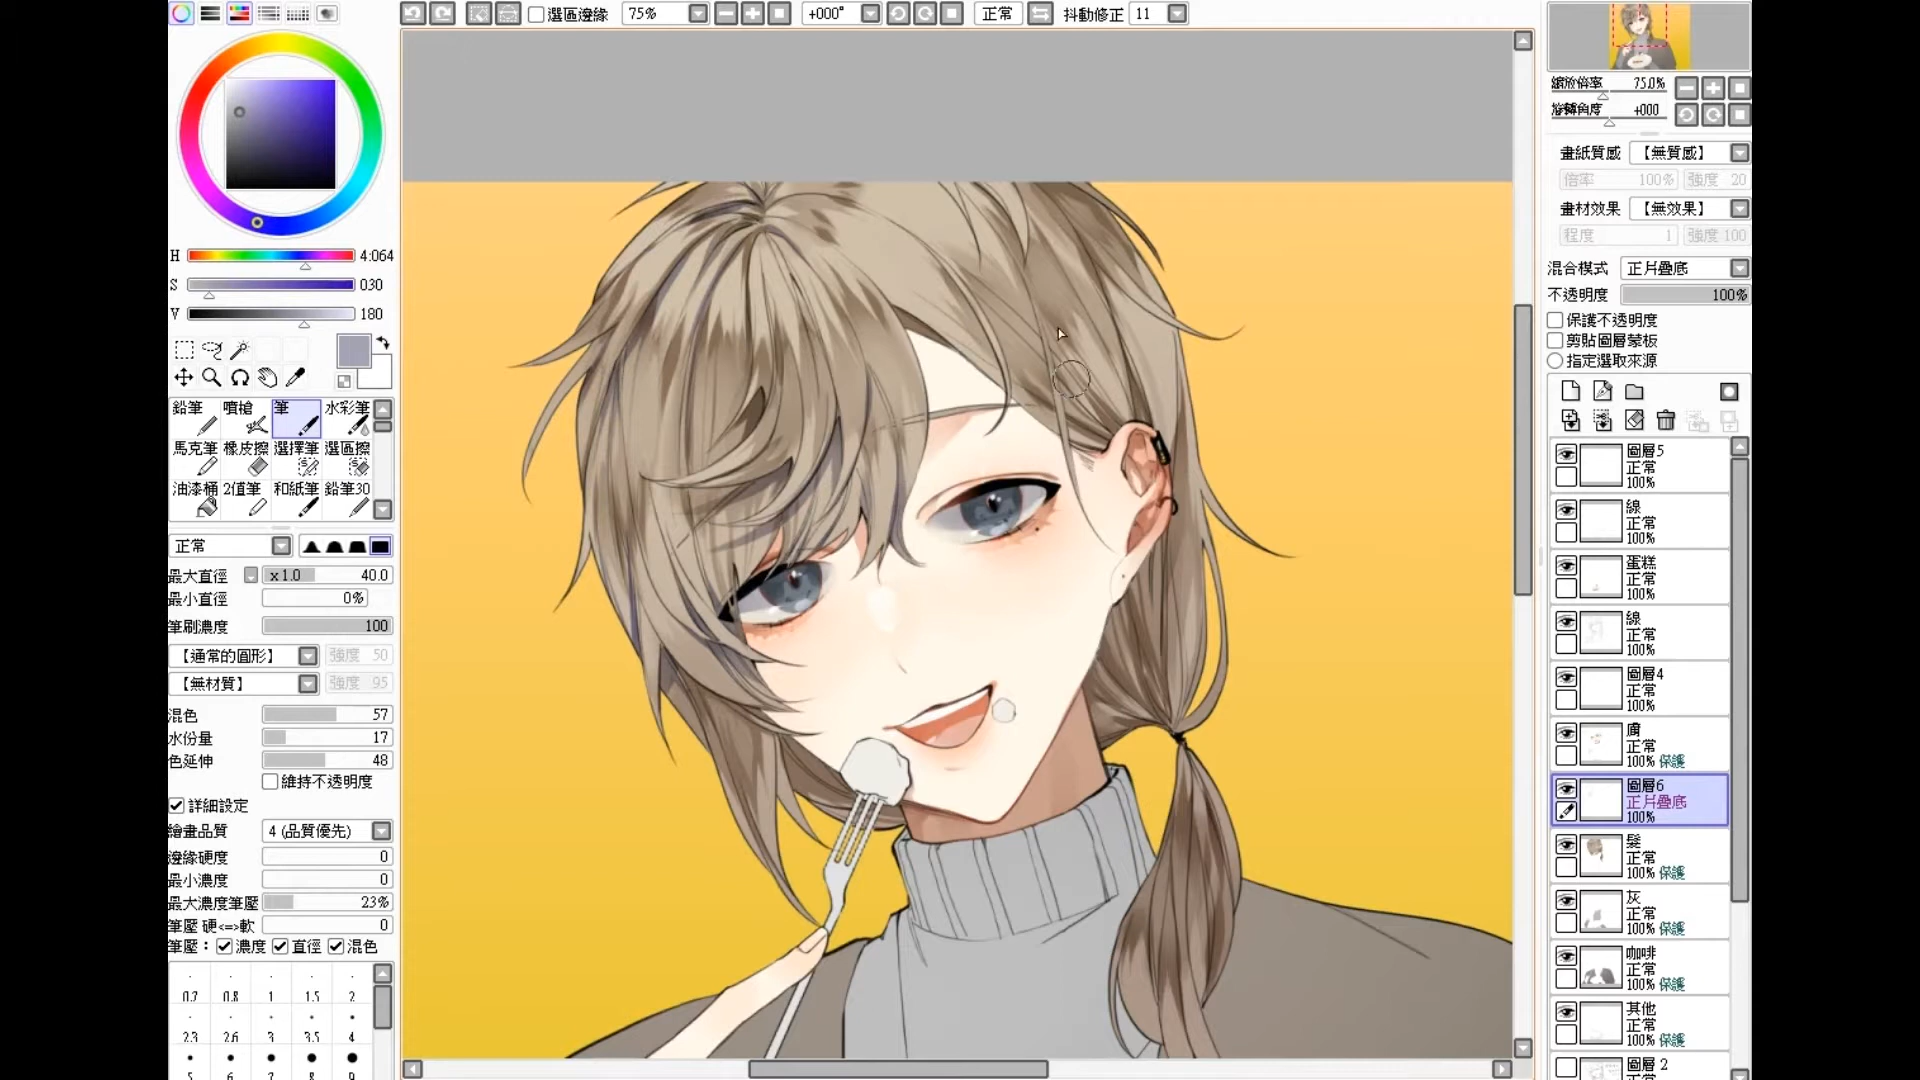 選區邊緣 75% +000° 正常 抖動修正 11
H 4:064
S 030
V 180
鉛筆 噴槍 筆 水彩筆
馬克筆 橡皮擦 選擇筆 選區擦
油漆桶 2值筆 和紙筆 鉛筆30
正常
最大直徑 x 1.0 40.0
最小直徑 0%
筆刷濃度 100
【通常的圓形】 強度 50
【無材質】 強度 95
混色 57
水份量 17
色延伸 48
維持不透明度
詳細設定
繪畫品質 4 (品質優先)
邊緣硬度 0
最小濃度 0
最大濃度筆壓 23%
筆壓 硬<=>軟 0
筆壓： 濃度 直徑 混色
0.7 0.8 1 1.5 2
2.3 2.6 3 3.5 4
5 6 7 8 9
縮放倍率 75.0%
旋轉角度 +000
畫紙質感 【無質感】
倍率 100% 強度 20
畫材效果 【無效果】
程度 1 強度 100
混合模式 正片疊底
不透明度 100%
保護不透明度
剪貼圖層蒙板
指定選取來源
圖層5
正常
100%
線
正常
100%
蛋糕
正常
100%
線
正常
100%
圖層4
正常
100%
膚
正常
100% 保護
圖層6
正片疊底
100%
髮
正常
100% 保護
灰
正常
100% 保護
咖啡
正常
100% 保護
其他
正常
100% 保護
圖層 2
正常